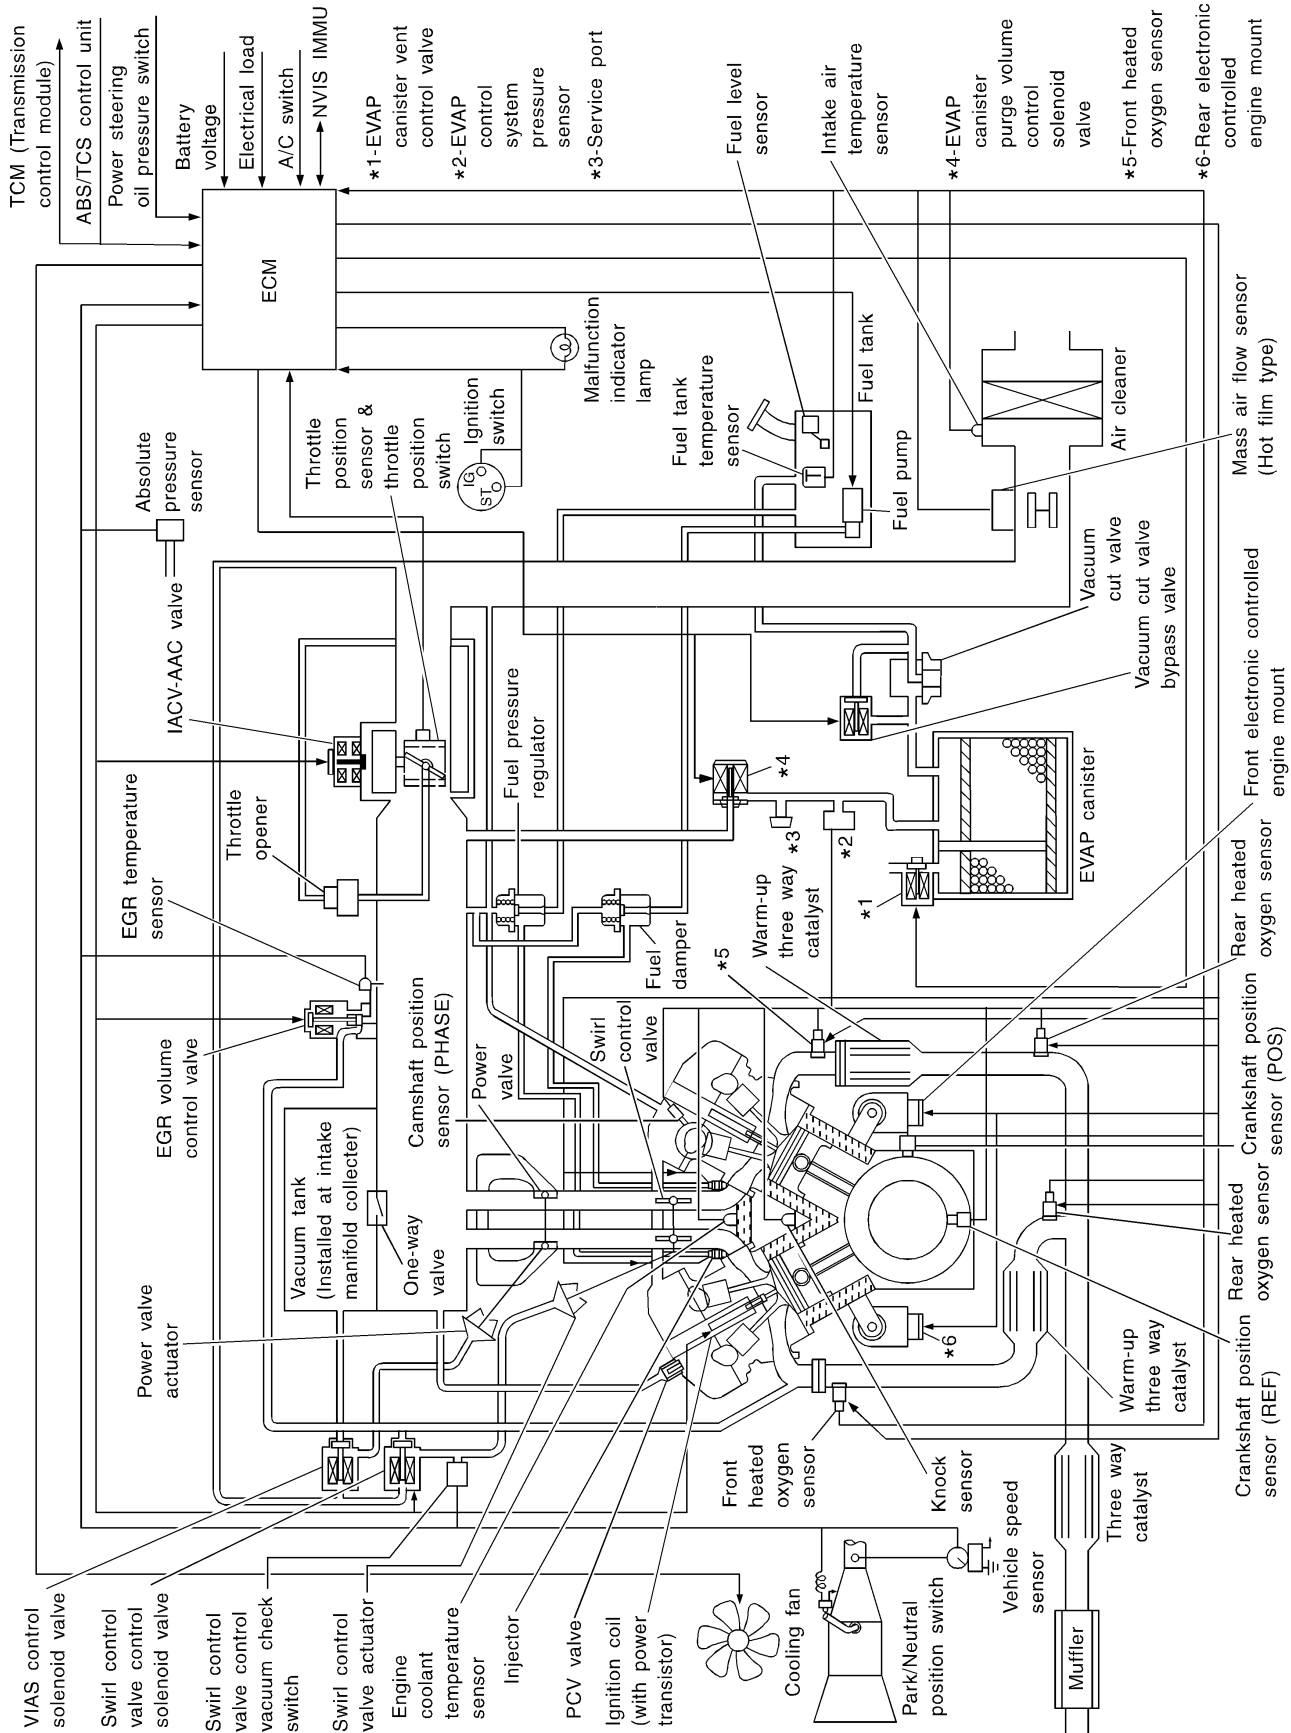 TCM (Transmission
control module)
ABS/TCS control unit
Power steering
oil pressure switch
Battery
voltage
Electrical load
A/C switch
NVIS IMMU
*1-EVAP
canister vent
control valve
*2-EVAP
control
system
pressure
sensor
*3-Service port
Fuel level
sensor
Intake air
temperature
sensor
*4-EVAP
canister
purge volume
control
solenoid
valve
*5-Front heated
oxygen sensor
*6-Rear electronic
controlled
engine mount
ECM
Absolute
pressure
sensor
Throttle
position
sensor &
throttle
position
switch
Ignition
switch
IG
ST
Malfunction
indicator
lamp
Fuel tank
temperature
sensor
Fuel tank
Fuel pump
Air cleaner
Mass air flow sensor
(Hot film type)
IACV-AAC valve
Throttle
opener
Fuel pressure
regulator
Vacuum
cut valve
Vacuum cut valve
bypass valve
Front electronic controlled
engine mount
*4
*3
*2
*1
EVAP canister
EGR temperature
sensor
EGR volume
control valve
Camshaft position
sensor (PHASE)
Power
valve
Swirl
control
valve
Fuel
damper
*5
Warm-up
three way
catalyst
Rear heated
oxygen sensor
Crankshaft position
sensor (POS)
Vacuum tank
(Installed at intake
manifold collecter)
One-way
valve
Power valve
actuator
Rear heated
oxygen sensor
*6
Warm-up
three way
catalyst
Crankshaft position
sensor (REF)
Front
heated
oxygen
sensor
Knock
sensor
Vehicle speed
sensor
Three way
catalyst
VIAS control
solenoid valve
Swirl control
valve control
solenoid valve
Swirl control
valve control
vacuum check
switch
Swirl control
valve actuator
Engine
coolant
temperature
sensor
Injector
PCV valve
Ignition coil
(with power
transistor)
Cooling fan
Park/Neutral
position switch
Muffler